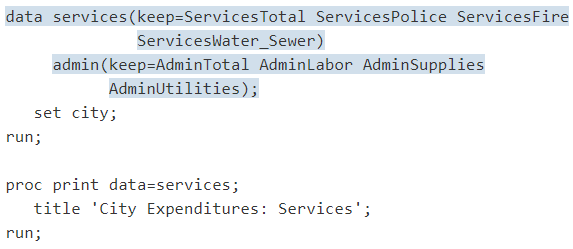 data services(keep=ServicesTotal ServicesPolice ServicesFire
ServicesWater_Sewer)
admin(keep=AdminTotal AdminLabor AdminSupplies
AdminUtilities);
set city;
run;
proc print data=services;
title 'City Expenditures: Services';
run;